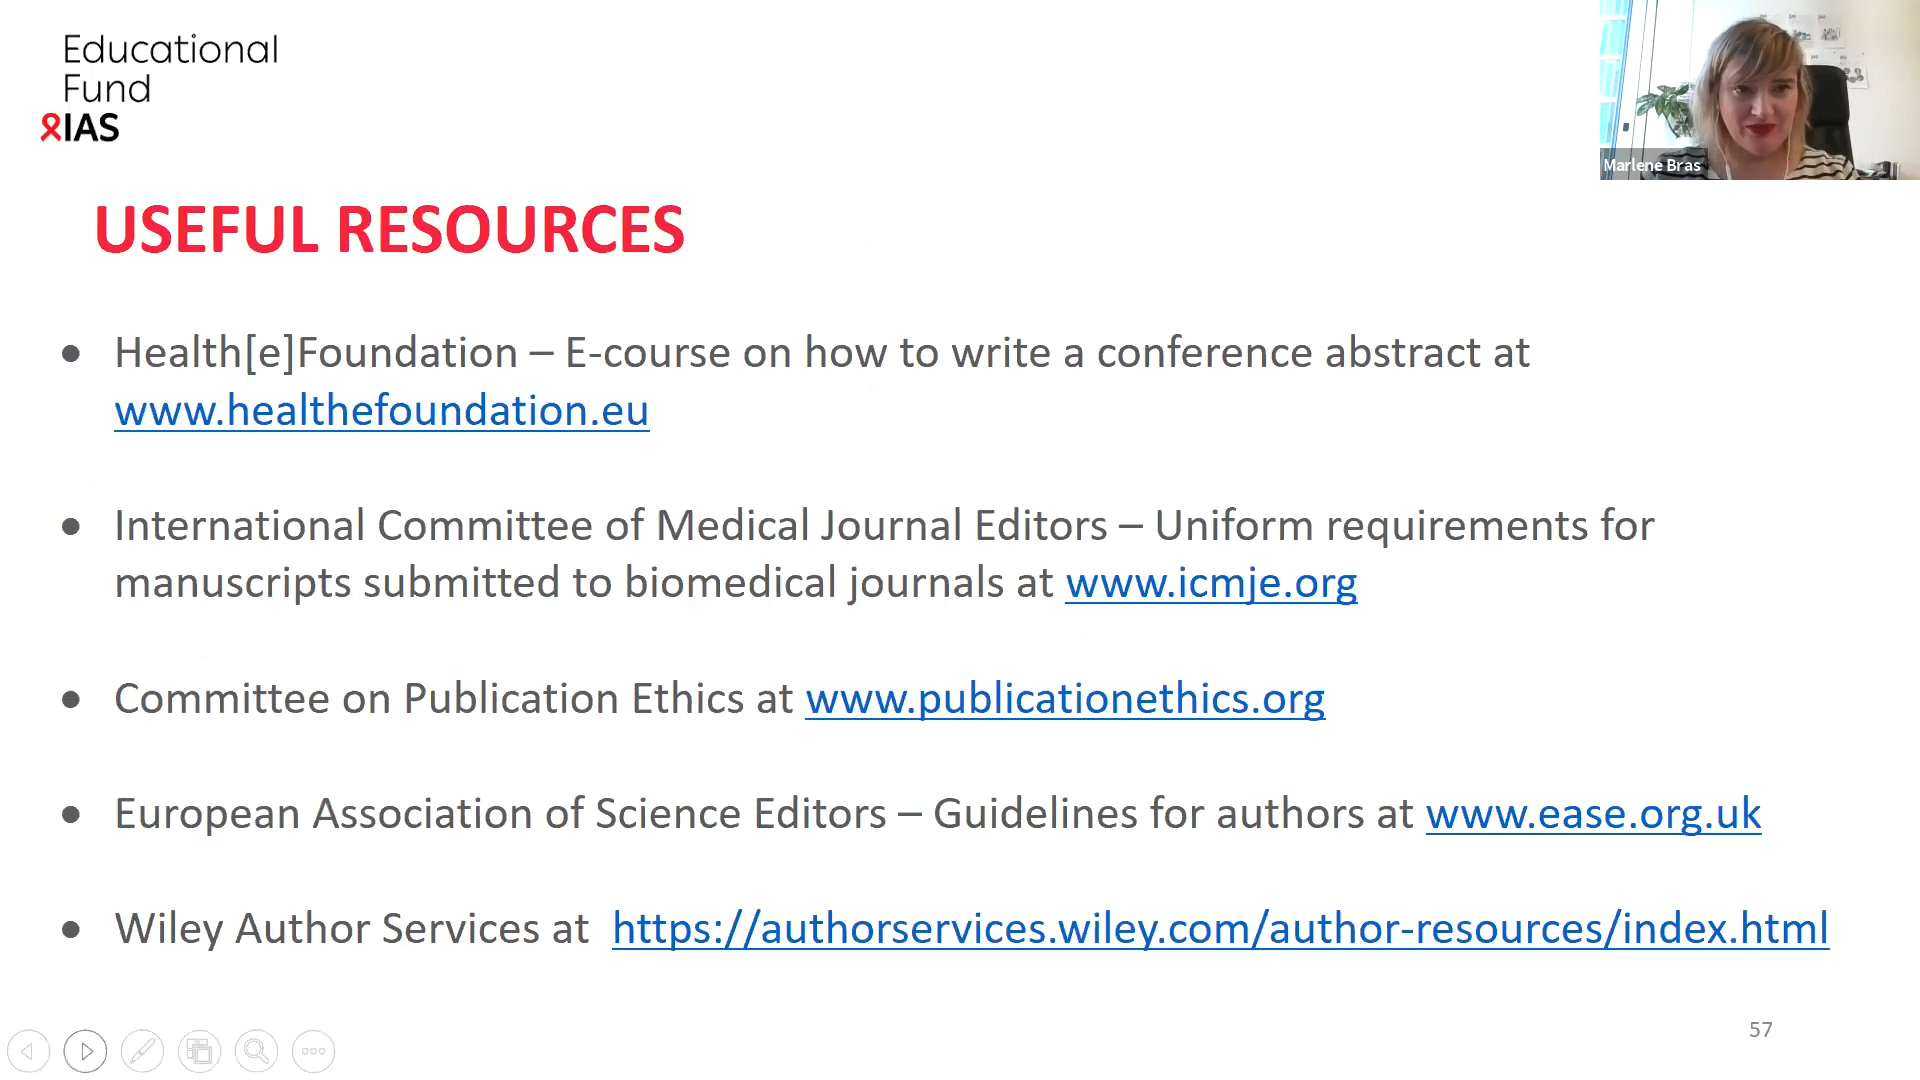 Educational
Fund
IAS
Marlene Bras
USEFUL RESOURCES
• Health[e]Foundation – E-course on how to write a conference abstract at
www.healthefoundation.eu
• International Committee of Medical Journal Editors – Uniform requirements for
manuscripts submitted to biomedical journals at www.icmje.org
• Committee on Publication Ethics at www.publicationethics.org
• European Association of Science Editors – Guidelines for authors at www.ease.org.uk
• Wiley Author Services at https://authorservices.wiley.com/author-resources/index.html
57